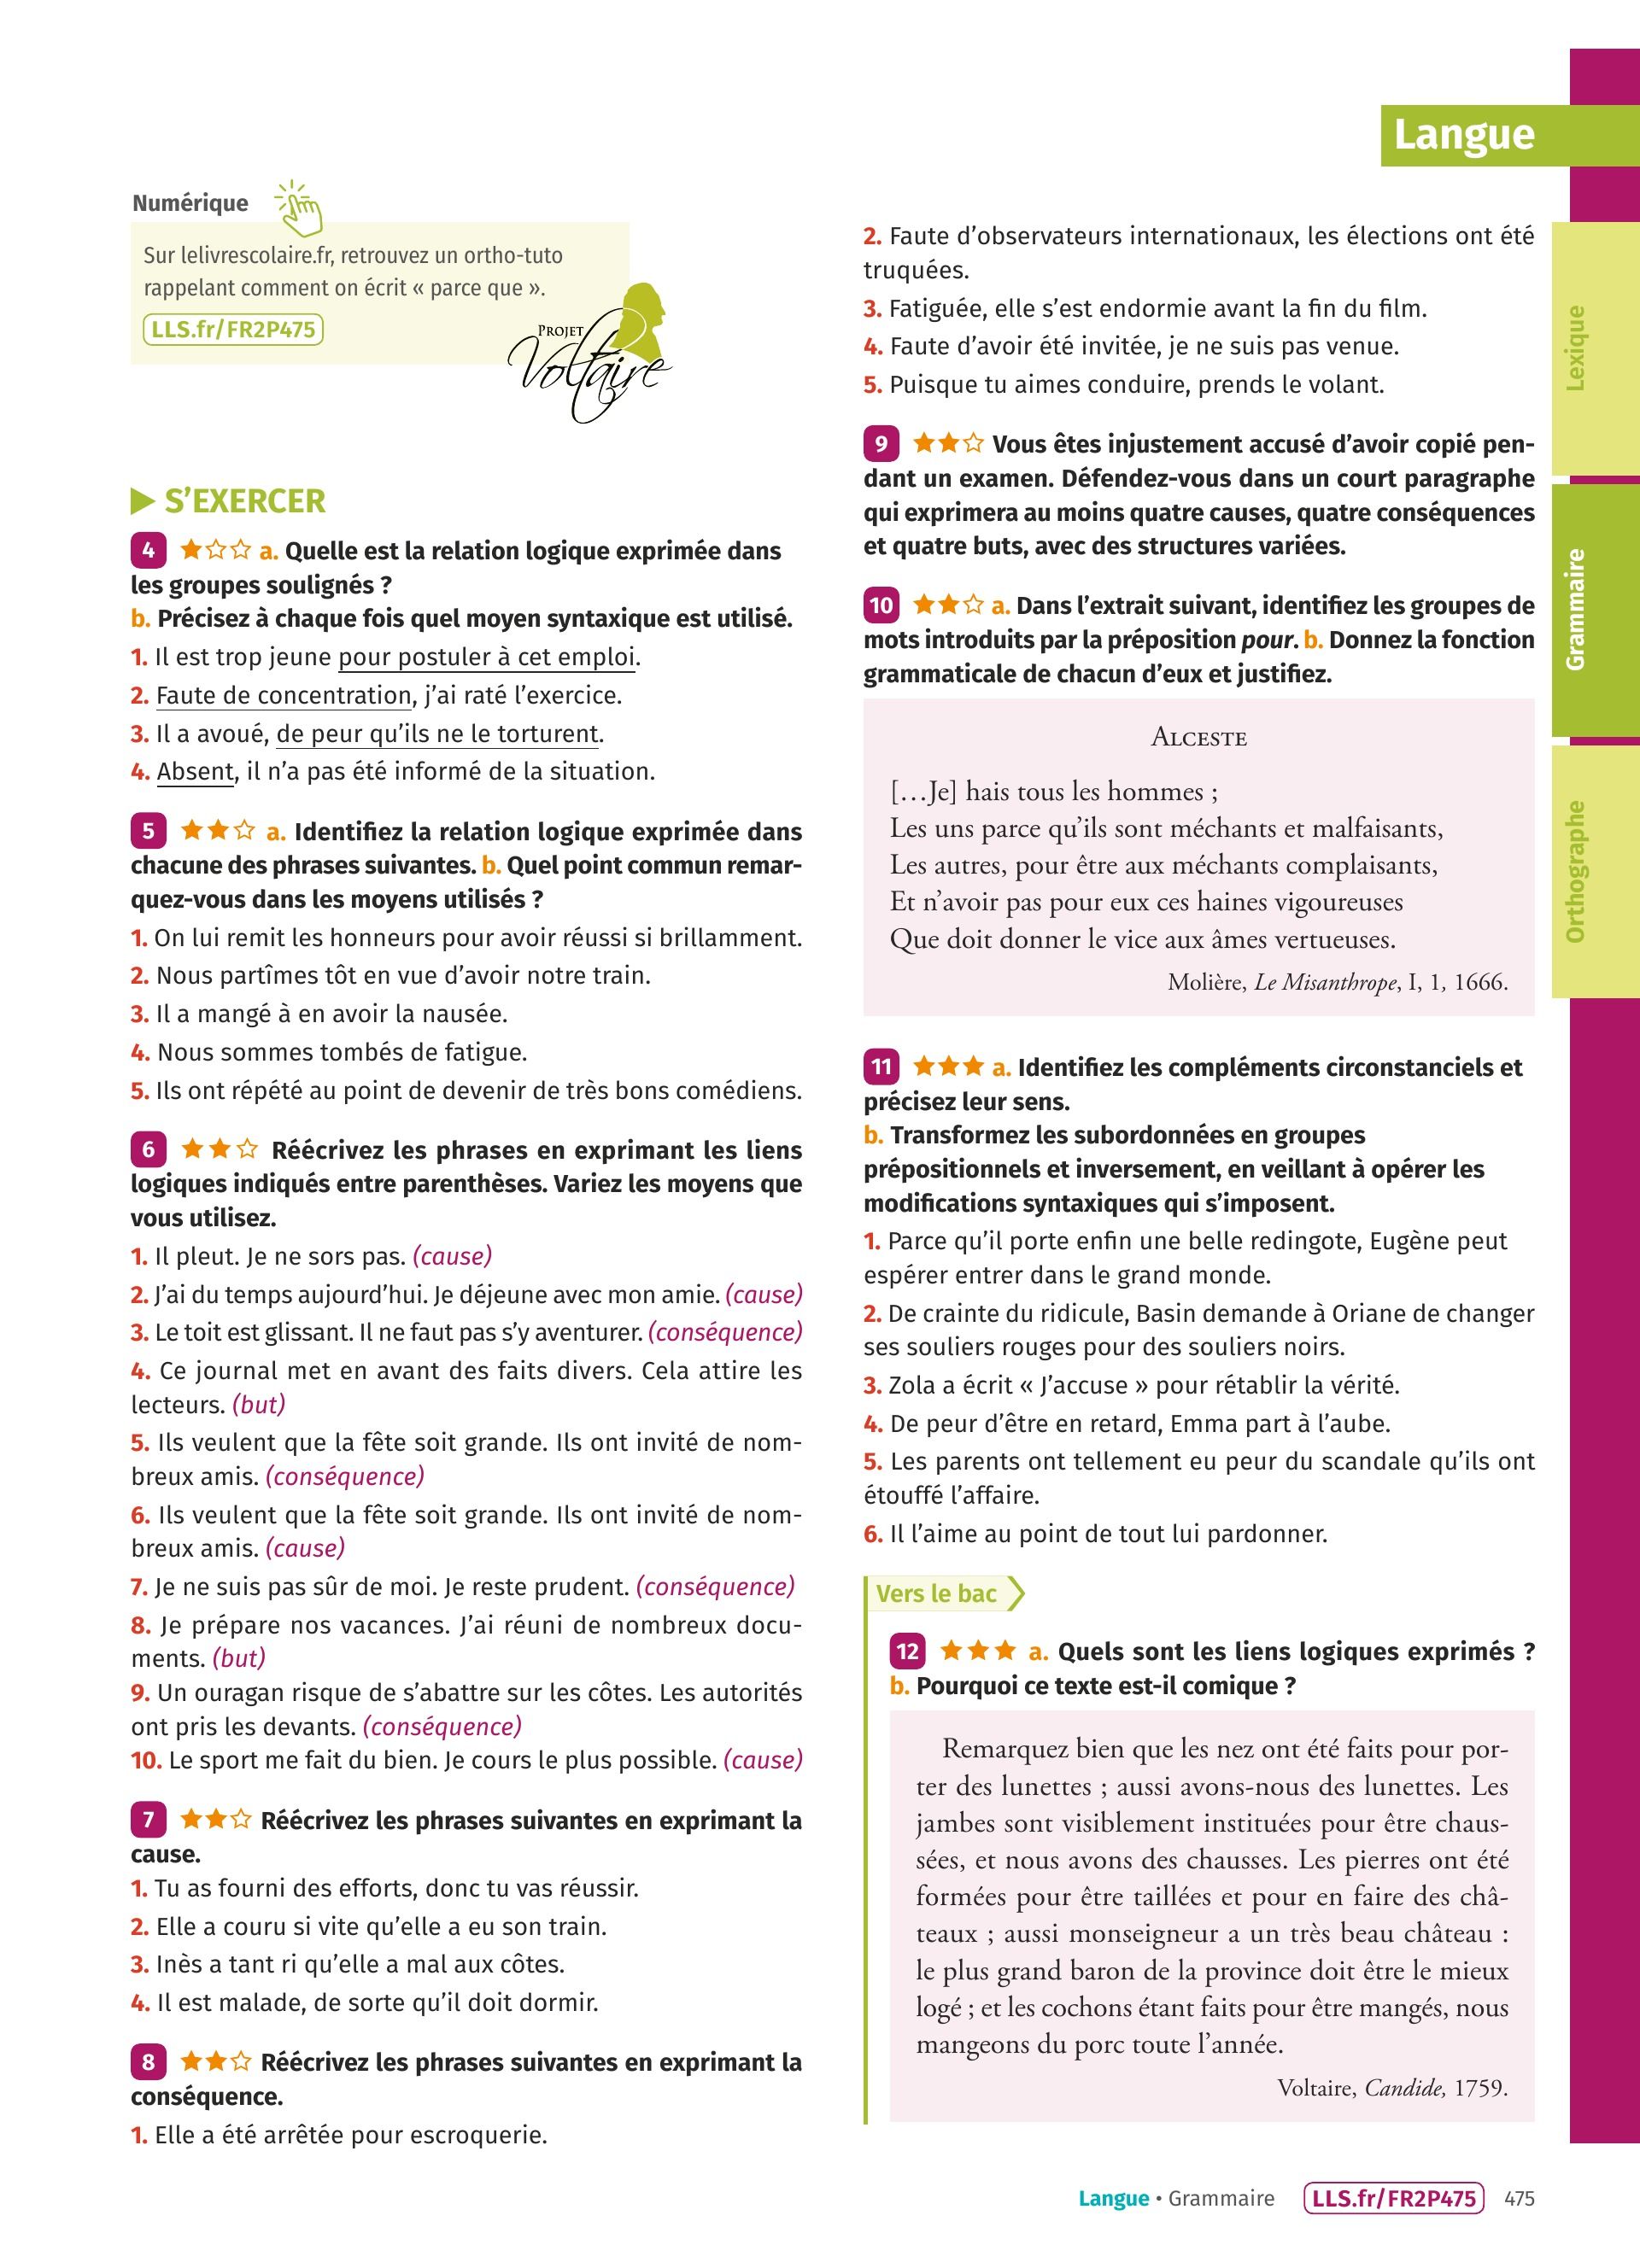 Langue
Numérique
Sur lelivrescolaire.fr, retrouvez un ortho-tuto
rappelant comment on écrit « parce que ».
LLS.fr/FR2P475
PROJET
Voltaire
S’EXERCER
4 a. Quelle est la relation logique exprimée dans
les groupes soulignés ?
b. Précisez à chaque fois quel moyen syntaxique est utilisé.
1. Il est trop jeune pour postuler à cet emploi.
2. Faute de concentration, j’ai raté l’exercice.
3. Il a avoué, de peur qu’ils ne le torturent.
4. Absent, il n’a pas été informé de la situation.
5 a. Identifiez la relation logique exprimée dans
chacune des phrases suivantes. b. Quel point commun remar-
quez-vous dans les moyens utilisés ?
1. On lui remit les honneurs pour avoir réussi si brillamment.
2. Nous partîmes tôt en vue d’avoir notre train.
3. Il a mangé à en avoir la nausée.
4. Nous sommes tombés de fatigue.
5. Ils ont répété au point de devenir de très bons comédiens.
6 Réécrivez les phrases en exprimant les liens
logiques indiqués entre parenthèses. Variez les moyens que
vous utilisez.
1. Il pleut. Je ne sors pas. (cause)
2. J’ai du temps aujourd’hui. Je déjeune avec mon amie. (cause)
3. Le toit est glissant. Il ne faut pas s’y aventurer. (conséquence)
4. Ce journal met en avant des faits divers. Cela attire les
lecteurs. (but)
5. Ils veulent que la fête soit grande. Ils ont invité de nom-
breux amis. (conséquence)
6. Ils veulent que la fête soit grande. Ils ont invité de nom-
breux amis. (cause)
7. Je ne suis pas sûr de moi. Je reste prudent. (conséquence)
8. Je prépare nos vacances. J’ai réuni de nombreux docu-
ments. (but)
9. Un ouragan risque de s’abattre sur les côtes. Les autorités
ont pris les devants. (conséquence)
10. Le sport me fait du bien. Je cours le plus possible. (cause)
7 Réécrivez les phrases suivantes en exprimant la
cause.
1. Tu as fourni des efforts, donc tu vas réussir.
2. Elle a couru si vite qu’elle a eu son train.
3. Inès a tant ri qu’elle a mal aux côtes.
4. Il est malade, de sorte qu’il doit dormir.
8 Réécrivez les phrases suivantes en exprimant la
conséquence.
1. Elle a été arrêtée pour escroquerie.
2. Faute d’observateurs internationaux, les élections ont été
truquées.
3. Fatiguée, elle s’est endormie avant la fin du film.
4. Faute d’avoir été invitée, je ne suis pas venue.
5. Puisque tu aimes conduire, prends le volant.
9 Vous êtes injustement accusé d’avoir copié pen-
dant un examen. Défendez-vous dans un court paragraphe
qui exprimera au moins quatre causes, quatre conséquences
et quatre buts, avec des structures variées.
10 a. Dans l’extrait suivant, identifiez les groupes de
mots introduits par la préposition pour. b. Donnez la fonction
grammaticale de chacun d’eux et justifiez.
ALCESTE
[…Je] hais tous les hommes ;
Les uns parce qu’ils sont méchants et malfaisants,
Les autres, pour être aux méchants complaisants,
Et n’avoir pas pour eux ces haines vigoureuses
Que doit donner le vice aux âmes vertueuses.
Molière, Le Misanthrope, I, 1, 1666.
11 a. Identifiez les compléments circonstanciels et
précisez leur sens.
b. Transformez les subordonnées en groupes
prépositionnels et inversement, en veillant à opérer les
modifications syntaxiques qui s’imposent.
1. Parce qu’il porte enfin une belle redingote, Eugène peut
espérer entrer dans le grand monde.
2. De crainte du ridicule, Basin demande à Oriane de changer
ses souliers rouges pour des souliers noirs.
3. Zola a écrit « J’accuse » pour rétablir la vérité.
4. De peur d’être en retard, Emma part à l’aube.
5. Les parents ont tellement eu peur du scandale qu’ils ont
étouffé l’affaire.
6. Il l’aime au point de tout lui pardonner.
Vers le bac
12 a. Quels sont les liens logiques exprimés ?
b. Pourquoi ce texte est-il comique ?
Remarquez bien que les nez ont été faits pour por-
ter des lunettes ; aussi avons-nous des lunettes. Les
jambes sont visiblement instituées pour être chaus-
sées, et nous avons des chausses. Les pierres ont été
formées pour être taillées et pour en faire des châ-
teaux ; aussi monseigneur a un très beau château :
le plus grand baron de la province doit être le mieux
logé ; et les cochons étant faits pour être mangés, nous
mangeons du porc toute l’année.
Voltaire, Candide, 1759.
Lexique
Grammaire
Orthographe
Langue • Grammaire LLS.fr/FR2P475 475